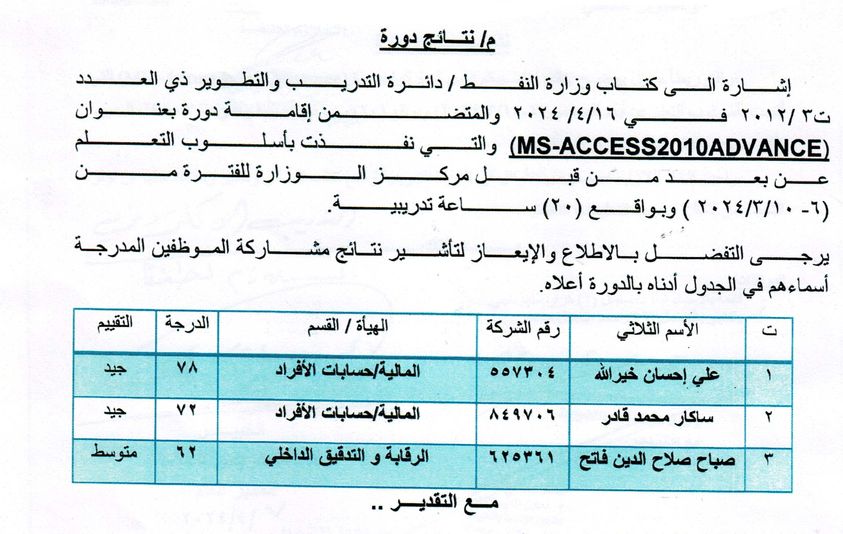 م/ نتائج دورة
إشارة الى كتاب وزارة النفط / دائرة التدريب والتطوير ذي العدد
ت٣ /٢٠١٢ في ٢٠٢٤ /٤/١٦ والمتضمن إقامة دورة بعنوان
(MS-ACCESS2010ADVANCE) والتي نفذت بأسلوب التعلم
عن بعد من قبل مركز الوزارة للفترة من
(٦- ٢٠٢٤/٣/١٠ ) وبواقع (٢٠) ساعة تدريبية.
يرجى التفضل بالاطلاع والإيعاز لتأشير نتائج مشاركة الموظفين المدرجة
أسماءهم في الجدول أدناه بالدورة أعلاه.
ت الأسم الثلاثي رقم الشركة الهيأة / القسم الدرجة التقييم
١ علي إحسان خيرالله ٥٥٧٣٠٤ المالية/حسابات الأفراد ٧٨ جيد
٢ ساكار محمد قادر ٨٤٩٧٠٦ المالية/حسابات الأفراد ٧٢ جيد
٣ صباح صلاح الدين فاتح ٦٢٥٣٦١ الرقابة و التدقيق الداخلي ٦٢ متوسط
مع التقدير ..